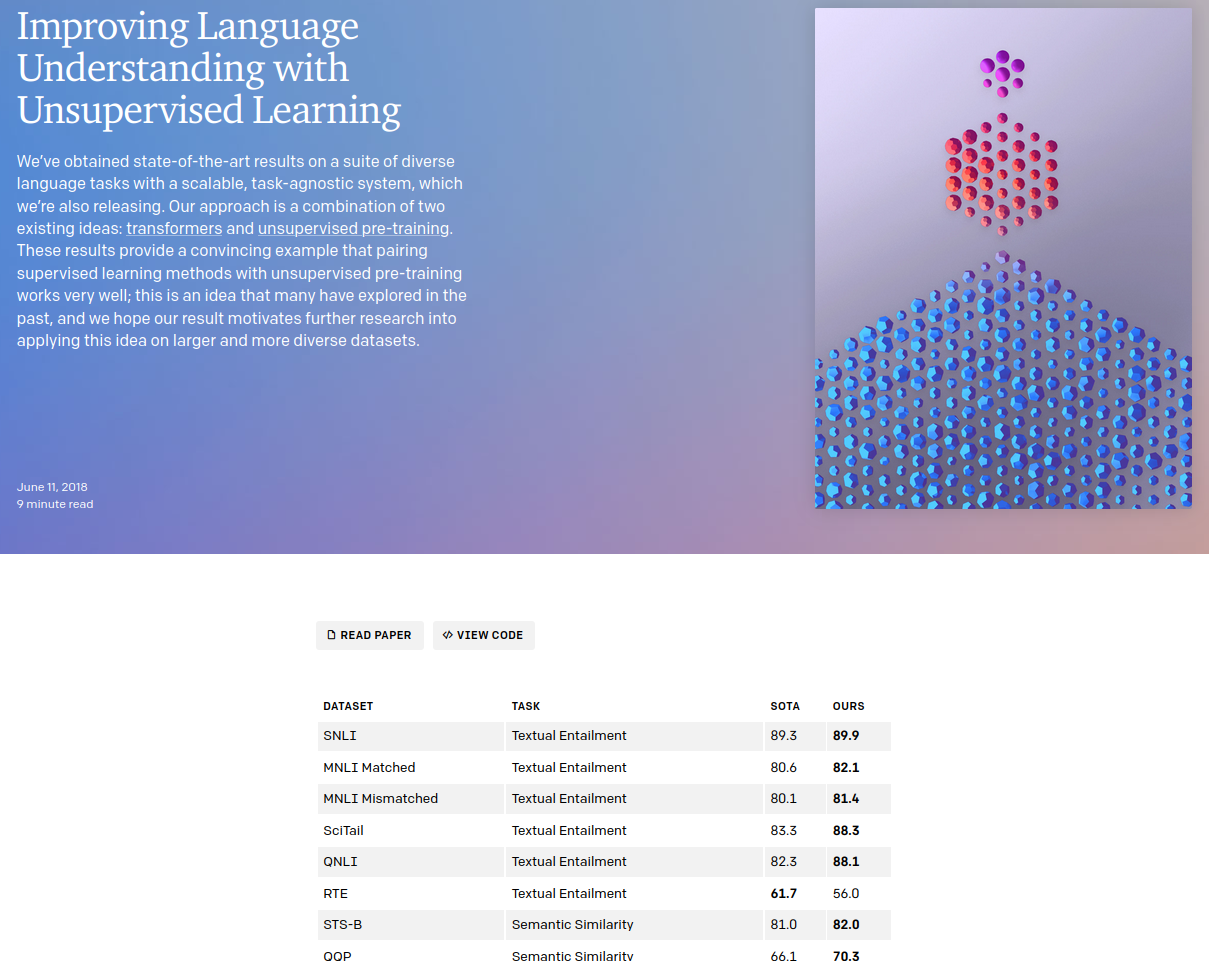 Improving Language
Understanding with
Unsupervised Learning
We’ve obtained state-of-the-art results on a suite of diverse
language tasks with a scalable, task-agnostic system, which
we’re also releasing. Our approach is a combination of two
existing ideas: transformers and unsupervised pre-training.
These results provide a convincing example that pairing
supervised learning methods with unsupervised pre-training
works very well; this is an idea that many have explored in the
past, and we hope our result motivates further research into
applying this idea on larger and more diverse datasets.
June 11, 2018
9 minute read
READ PAPER VIEW CODE
DATASET TASK SOTA OURS
SNLI Textual Entailment 89.3 89.9
MNLI Matched Textual Entailment 80.6 82.1
MNLI Mismatched Textual Entailment 80.1 81.4
SciTail Textual Entailment 83.3 88.3
QNLI Textual Entailment 82.3 88.1
RTE Textual Entailment 61.7 56.0
STS-B Semantic Similarity 81.0 82.0
QQP Semantic Similarity 66.1 70.3